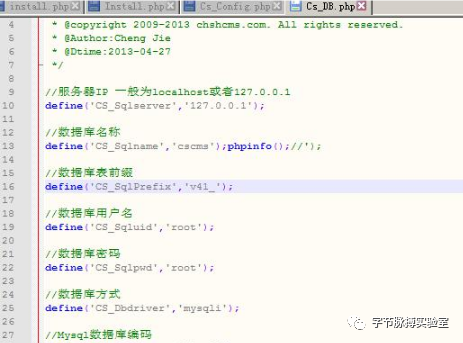 install.php Install.php Cs_Config.php Cs_DB.php
4 * @copyright 2009-2013 chshcms.com. All rights reserved.
5 * @Author:Cheng Jie
6 * @Dtime:2013-04-27
7 */
8
9 //服务器IP 一般为localhost或者127.0.0.1
10 define('CS_Sqlserver','127.0.0.1');
11
12 //数据库名称
13 define('CS_Sqlname','cscms');phpinfo();//');
14
15 //数据库表前缀
16 define('CS_SqlPrefix','v41_');
17
18 //数据库用户名
19 define('CS_Sqluid','root');
20
21 //数据库密码
22 define('CS_Sqlpwd','root');
23
24 //数据库方式
25 define('CS_Dbdriver','mysqli');
26
27 //Mysql数据库编码
字节脉搏实验室